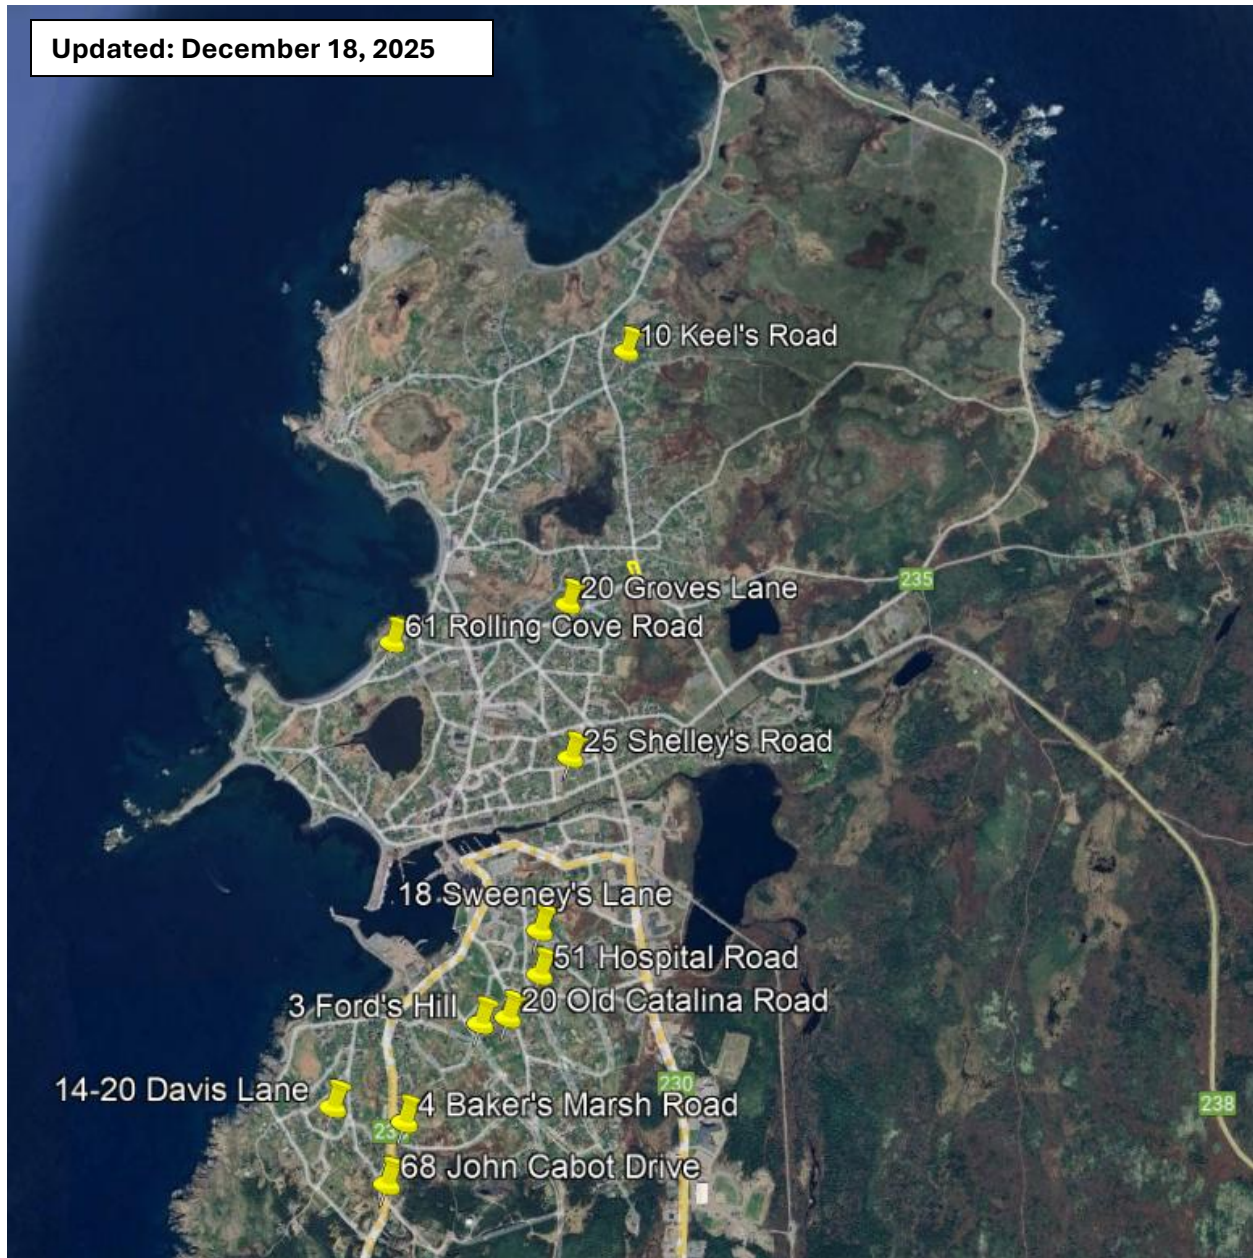 Updated: December 18, 2025
10 Keel's Road
235
20 Groves Lane
61 Rolling Cove Road
25 Shelley's Road
18 Sweeney's Lane
51 Hospital Road
20 Old Catalina Road
3 Ford's Hill
230
14-20 Davis Lane
4 Baker's Marsh Road
238
68 John Cabot Drive